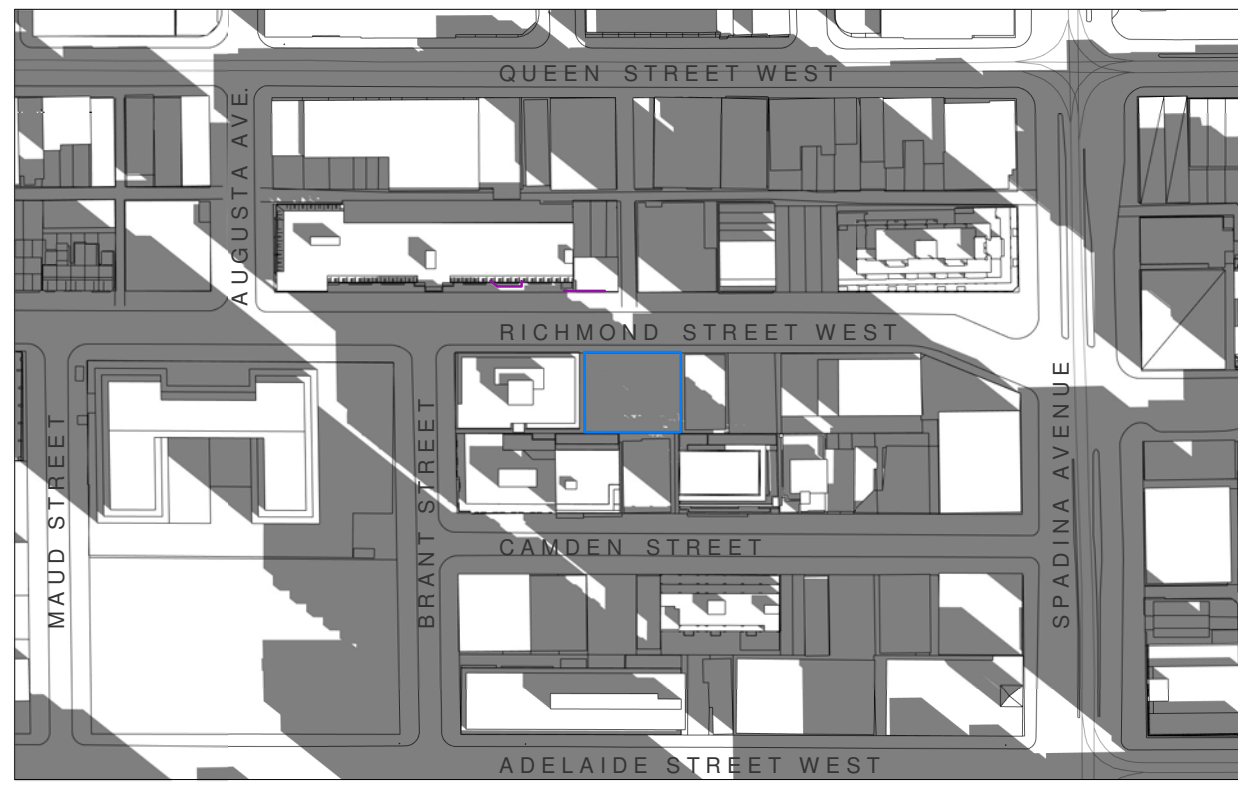 QUEEN STREET WEST
AUGUSTA AVE.
RICHMOND STREET WEST
SPADINA AVENUE
MAUD STREET
BRANT STREET
CAMDEN STREET
ADELAIDE STREET WEST